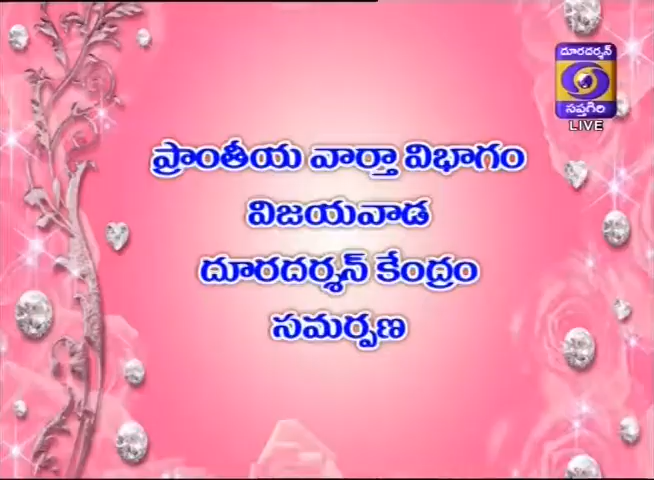 దూరదర్శన్
సప్తగిరి
LIVE
ప్రాంతీయ వార్తా విభాగం
విజయవాడ
దూరదర్శన్ కేంద్రం
సమర్పణ